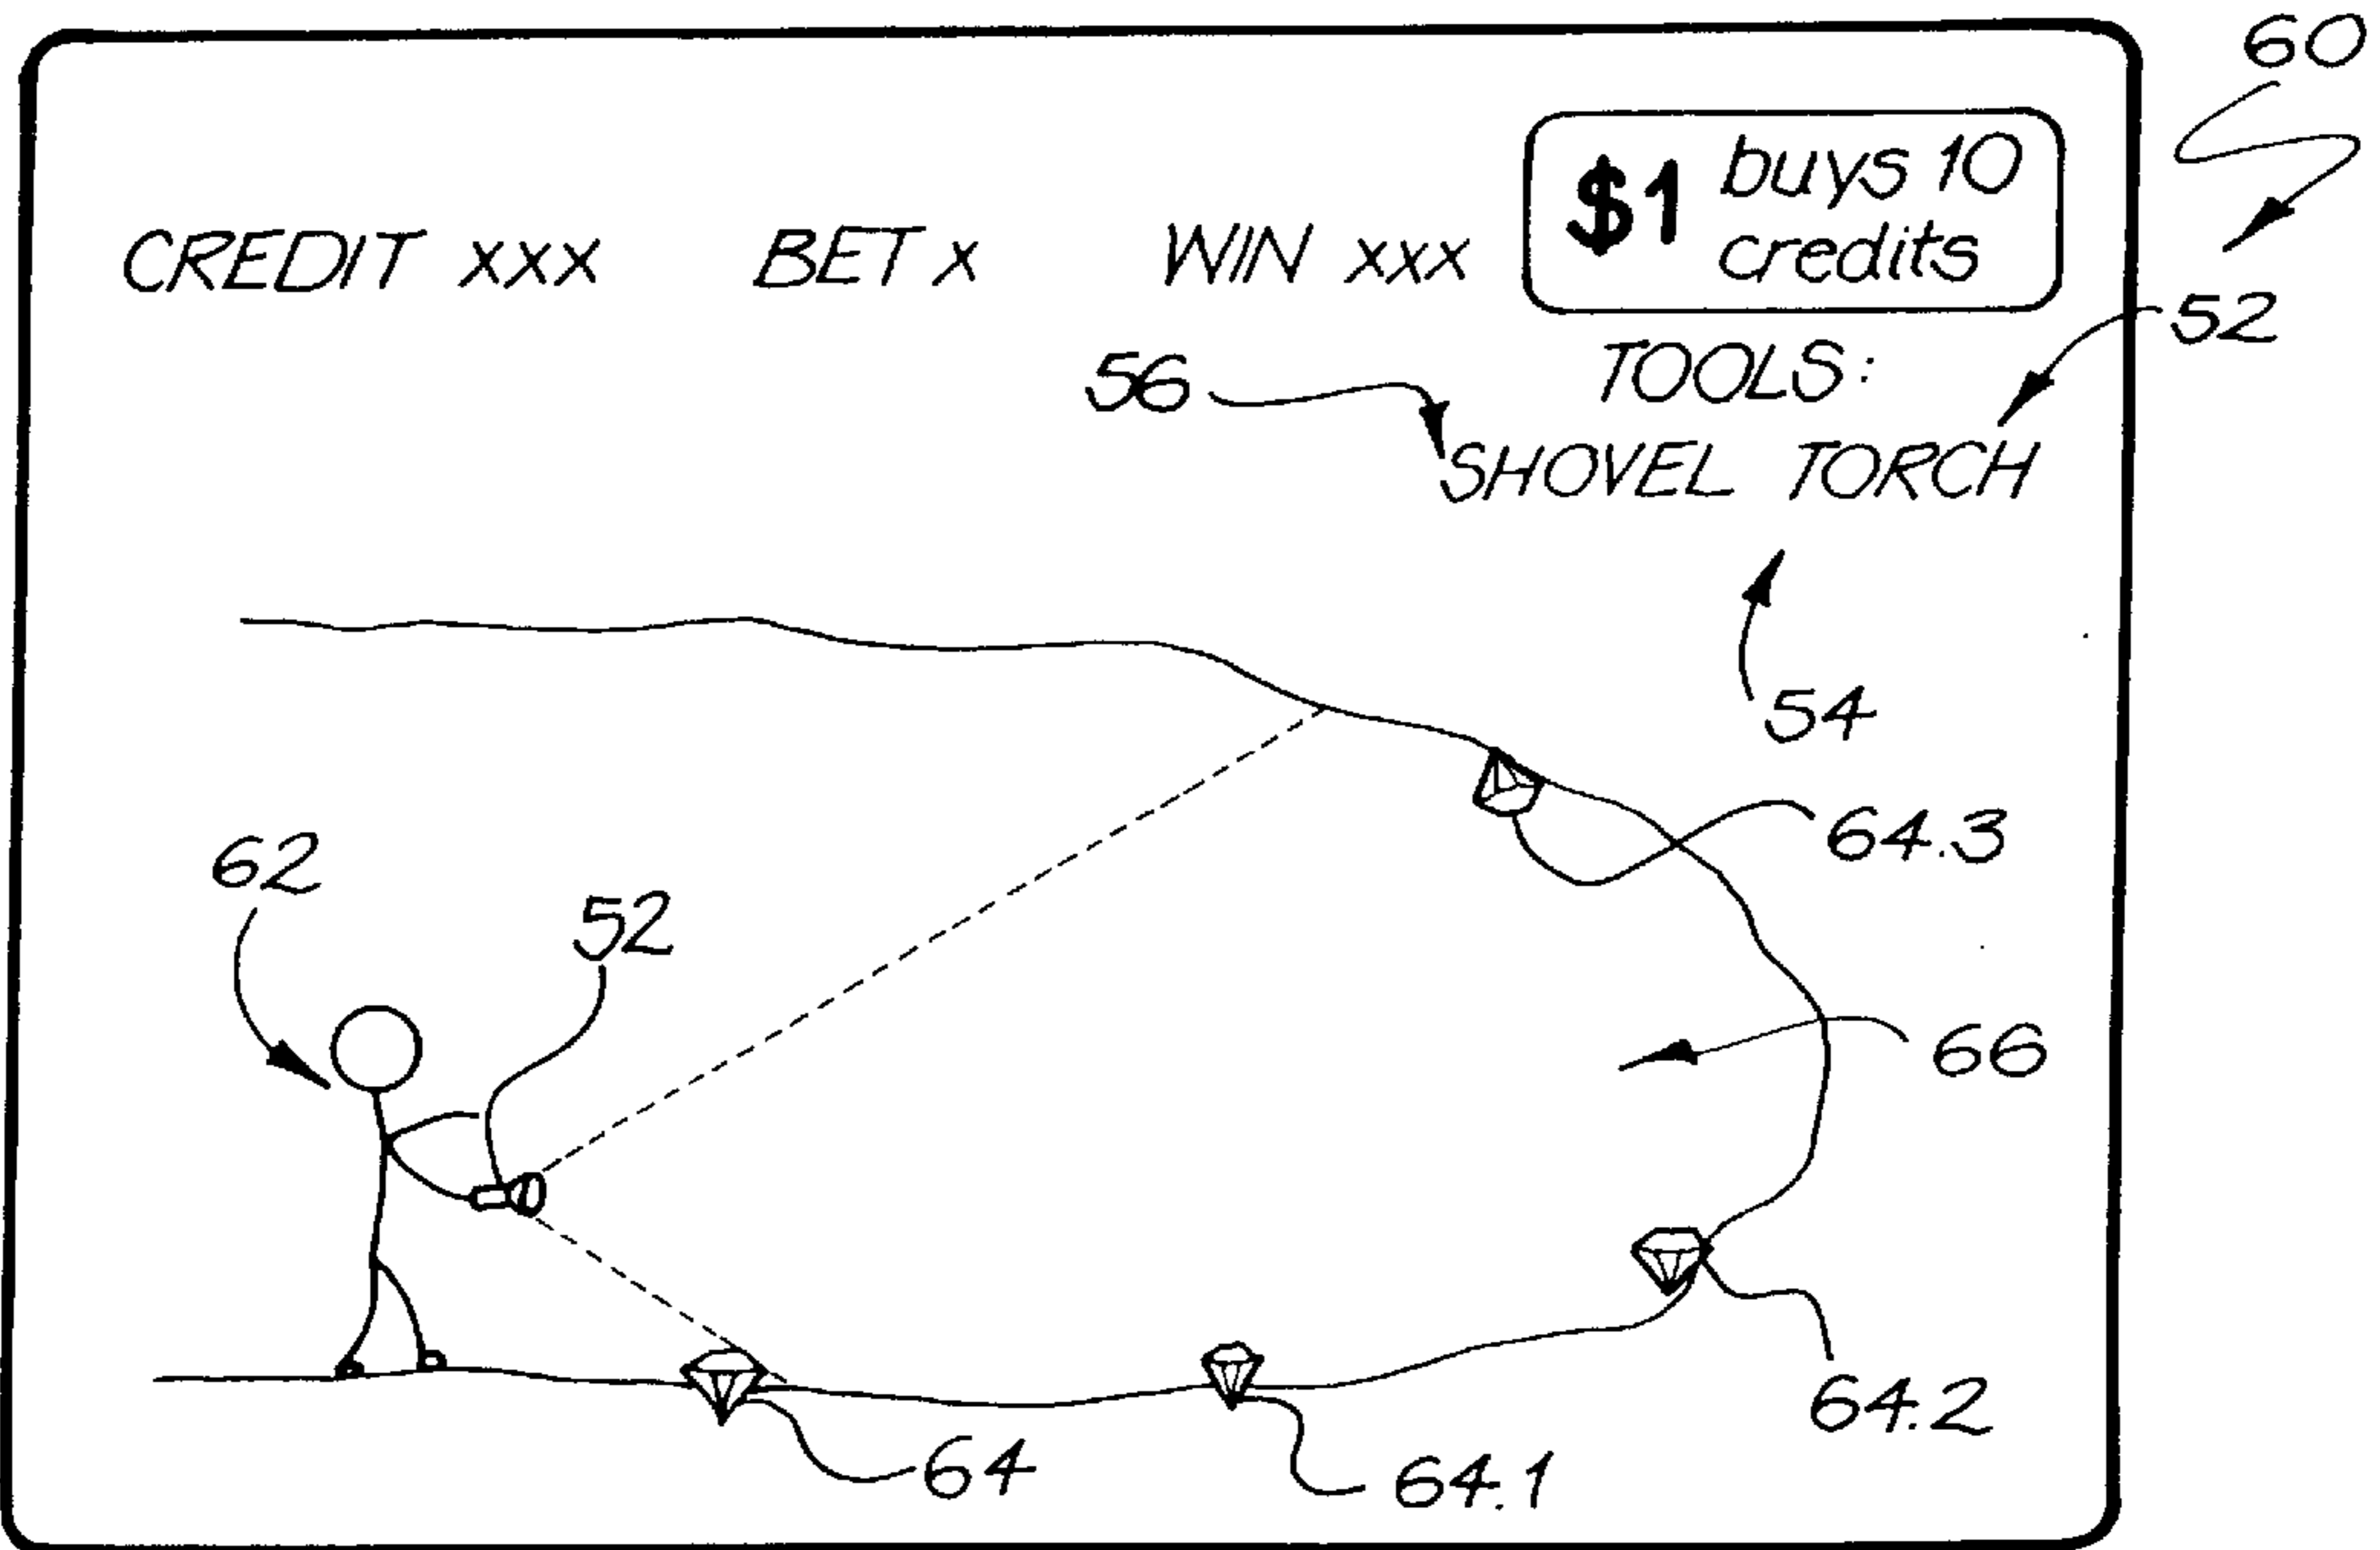 60
$1 buys 10
credits
CREDIT xxx BET x WIN xxx
52
TOOLS:
56
SHOVEL TORCH
54
64.3
62
52
66
64.2
64
64.1